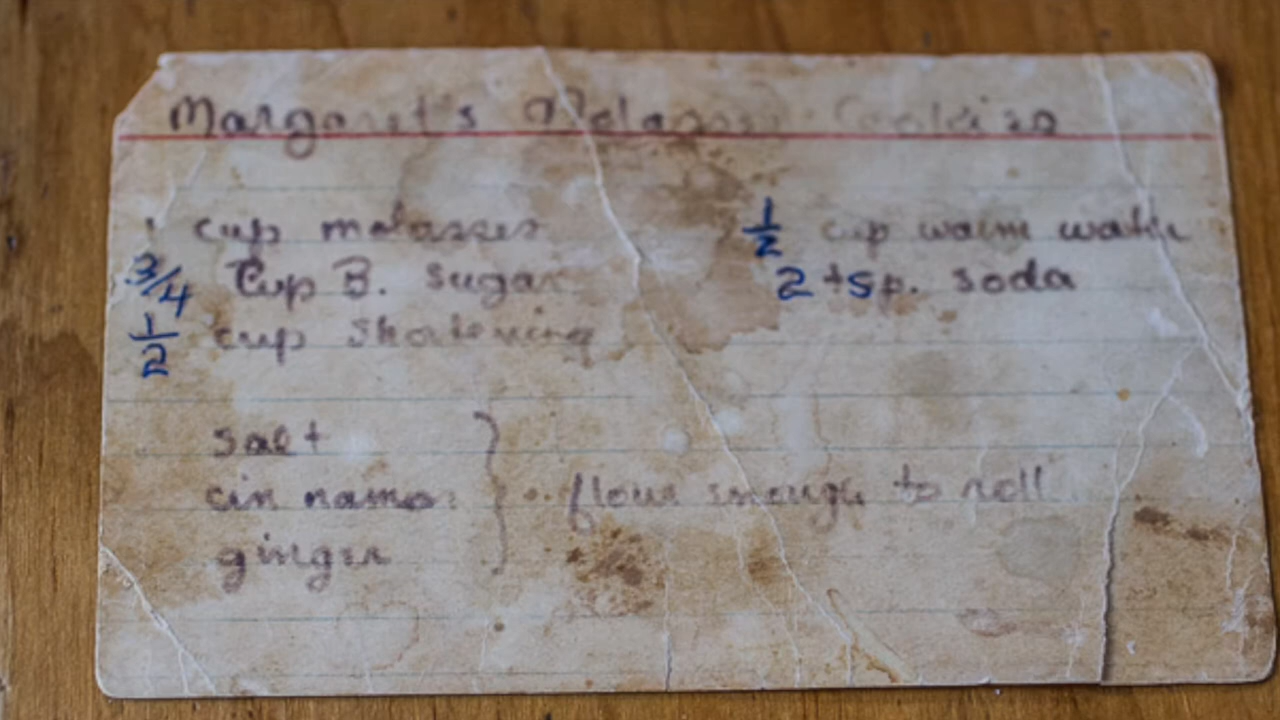 Margaret's Molasses Cookies
1 cup molasses
3/4 Cup B. Sugar
1/2 cup shortening
1/2 cup warm water
2 tsp. soda
salt
cinnamo
ginger
flour enough to roll